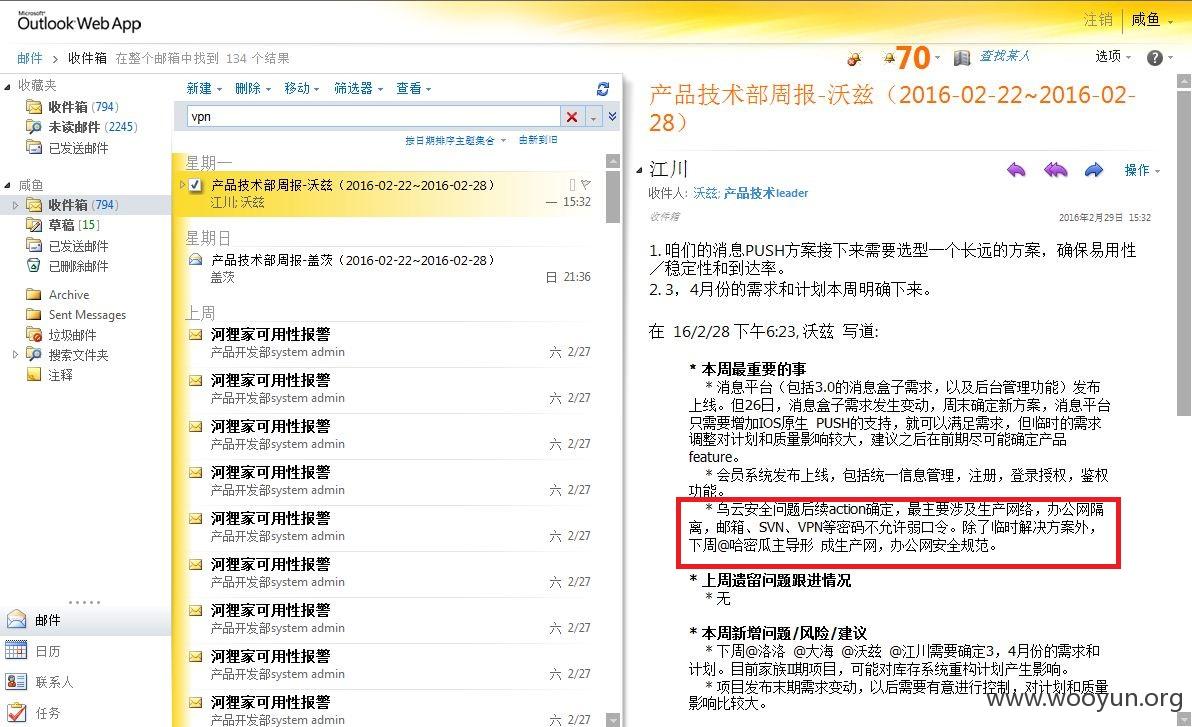 Microsoft
Outlook Web App
注销 咸鱼
邮件 > 收件箱 在整个邮箱中找到 134 个结果
70 查找某人 选项
收藏夹
收件箱 (794)
未读邮件 (2245)
已发送邮件
咸鱼
收件箱 (794)
草稿 [15]
已发送邮件
已删除邮件
Archive
Sent Messages
垃圾邮件
搜索文件夹
注释
邮件
日历
联系人
任务
新建 删除 移动 筛选器 查看
vpn
按日期排序主题集合 由新到旧
星期一
产品技术部周报-沃兹（2016-02-22~2016-02-28）
江川; 沃兹 一 15:32
星期日
产品技术部周报-盖茨（2016-02-22~2016-02-28）
盖茨 日 21:36
上周
河狸家可用性报警
产品开发部system admin 六 2/27
河狸家可用性报警
产品开发部system admin 六 2/27
河狸家可用性报警
产品开发部system admin 六 2/27
河狸家可用性报警
产品开发部system admin 六 2/27
河狸家可用性报警
产品开发部system admin 六 2/27
河狸家可用性报警
产品开发部system admin 六 2/27
河狸家可用性报警
产品开发部system admin 六 2/27
河狸家可用性报警
产品开发部system admin 六 2/27
河狸家可用性报警
产品开发部system admin 六 2/27
产品技术部周报-沃兹（2016-02-22~2016-02-
28）
江川
操作
收件人: 沃兹; 产品技术leader
收件箱 2016年2月29日 15:32
1. 咱们的消息PUSH方案接下来需要选型一个长远的方案，确保易用性
／稳定性和到达率。
2. 3，4月份的需求和计划本周明确下来。
在 16/2/28 下午6:23, 沃兹 写道:
* 本周最重要的事
* 消息平台（包括3.0的消息盒子需求，以及后台管理功能）发布
上线。但26日，消息盒子需求发生变动，周末确定新方案，消息平台
只需要增加IOS原生 PUSH的支持，就可以满足需求，但临时的需求
调整对计划和质量影响较大，建议之后在前期尽可能确定产品
feature。
* 会员系统发布上线，包括统一信息管理，注册，登录授权，鉴权
功能。
* 乌云安全问题后续action确定，最主要涉及生产网络，办公网隔
离，邮箱、SVN、VPN等密码不允许弱口令。除了临时解决方案外，
下周@哈密瓜主导形 成生产网，办公网安全规范。
* 上周遗留问题跟进情况
* 无
* 本周新增问题/风险/建议
* 下周@洛洛 @大海 @沃兹 @江川需要确定3，4月份的需求和
计划。目前家族II期项目，可能对库存系统重构计划产生影响。
* 项目发布末期需求变动，以后需要有意进行控制，对计划和质量
影响比较大。
www.wooyun.org